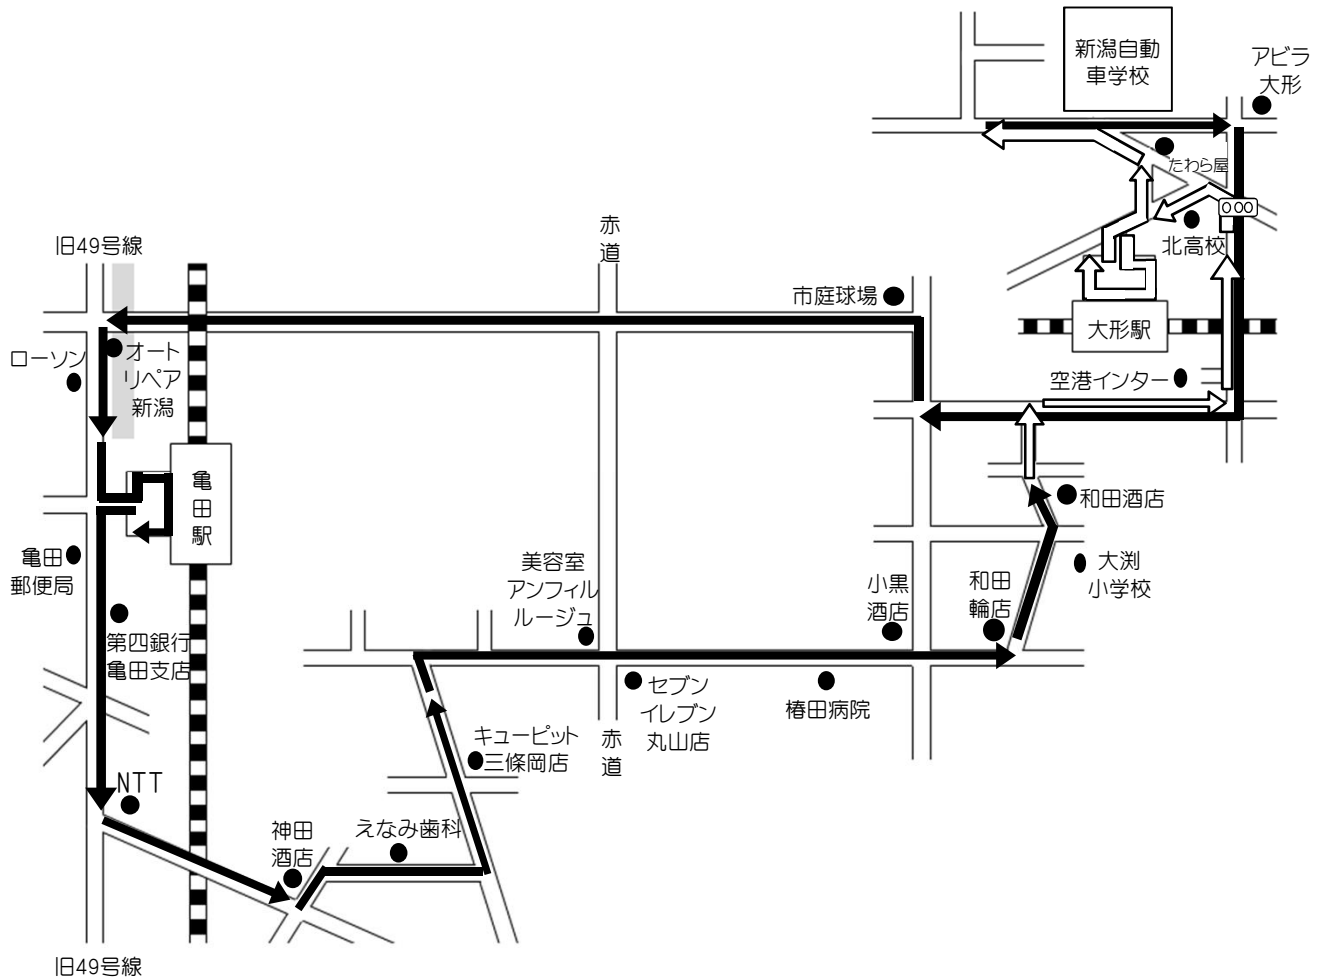 新潟自動
車学校
アビラ
大形
たわら屋
北高校
赤
道
旧49号線
市庭球場
大形駅
ローソン
オート
リペア
新潟
空港インター
亀
田
駅
和田酒店
亀田
郵便局
美容室
アンフィル
ルージュ
小黒
酒店
和田
輪店
大渕
小学校
第四銀行
亀田支店
セブン
イレブン
丸山店
椿田病院
キューピット
三條岡店
赤
道
NTT
神田
酒店
えなみ歯科
旧49号線